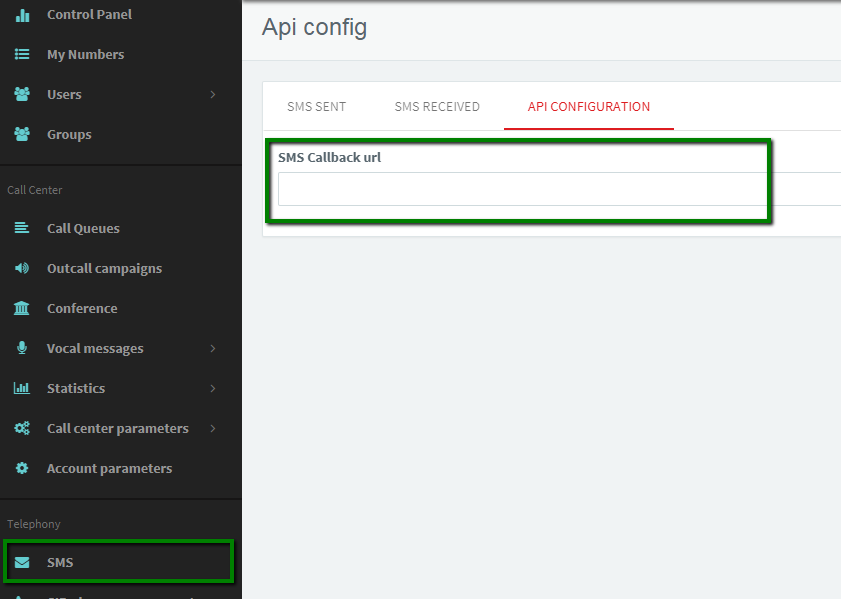 Control Panel
My Numbers
Users
Groups
Call Center
Call Queues
Outcall campaigns
Conference
Vocal messages
Statistics
Call center parameters
Account parameters
Telephony
SMS
Api config
SMS SENT
SMS RECEIVED
API CONFIGURATION
SMS Callback url